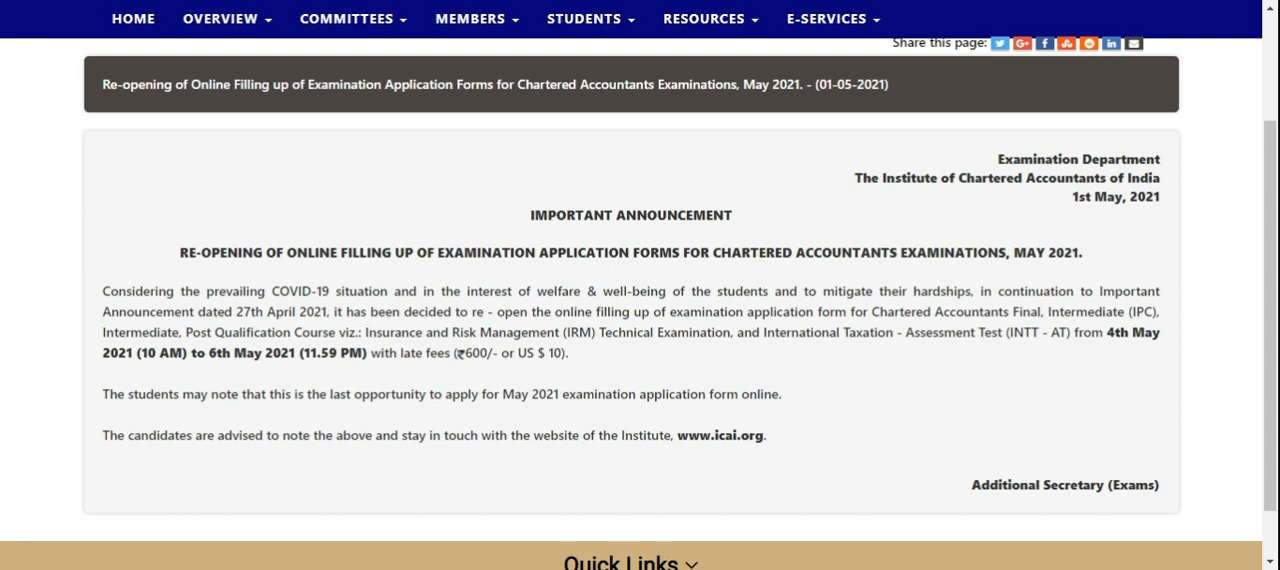 HOME OVERVIEW COMMITTEES MEMBERS STUDENTS RESOURCES E-SERVICES
Share this page:
Re-opening of Online Filling up of Examination Application Forms for Chartered Accountants Examinations, May 2021. - (01-05-2021)
Examination Department
The Institute of Chartered Accountants of India
1st May, 2021
IMPORTANT ANNOUNCEMENT
RE-OPENING OF ONLINE FILLING UP OF EXAMINATION APPLICATION FORMS FOR CHARTERED ACCOUNTANTS EXAMINATIONS, MAY 2021.
Considering the prevailing COVID-19 situation and in the interest of welfare & well-being of the students and to mitigate their hardships, in continuation to Important
Announcement dated 27th April 2021, it has been decided to re - open the online filling up of examination application form for Chartered Accountants Final, Intermediate (IPC),
Intermediate, Post Qualification Course viz.: Insurance and Risk Management (IRM) Technical Examination, and International Taxation - Assessment Test (INTT - AT) from 4th May
2021 (10 AM) to 6th May 2021 (11.59 PM) with late fees (₹600/- or US $ 10).
The students may note that this is the last opportunity to apply for May 2021 examination application form online.
The candidates are advised to note the above and stay in touch with the website of the Institute, www.icai.org.
Additional Secretary (Exams)
Quick Links